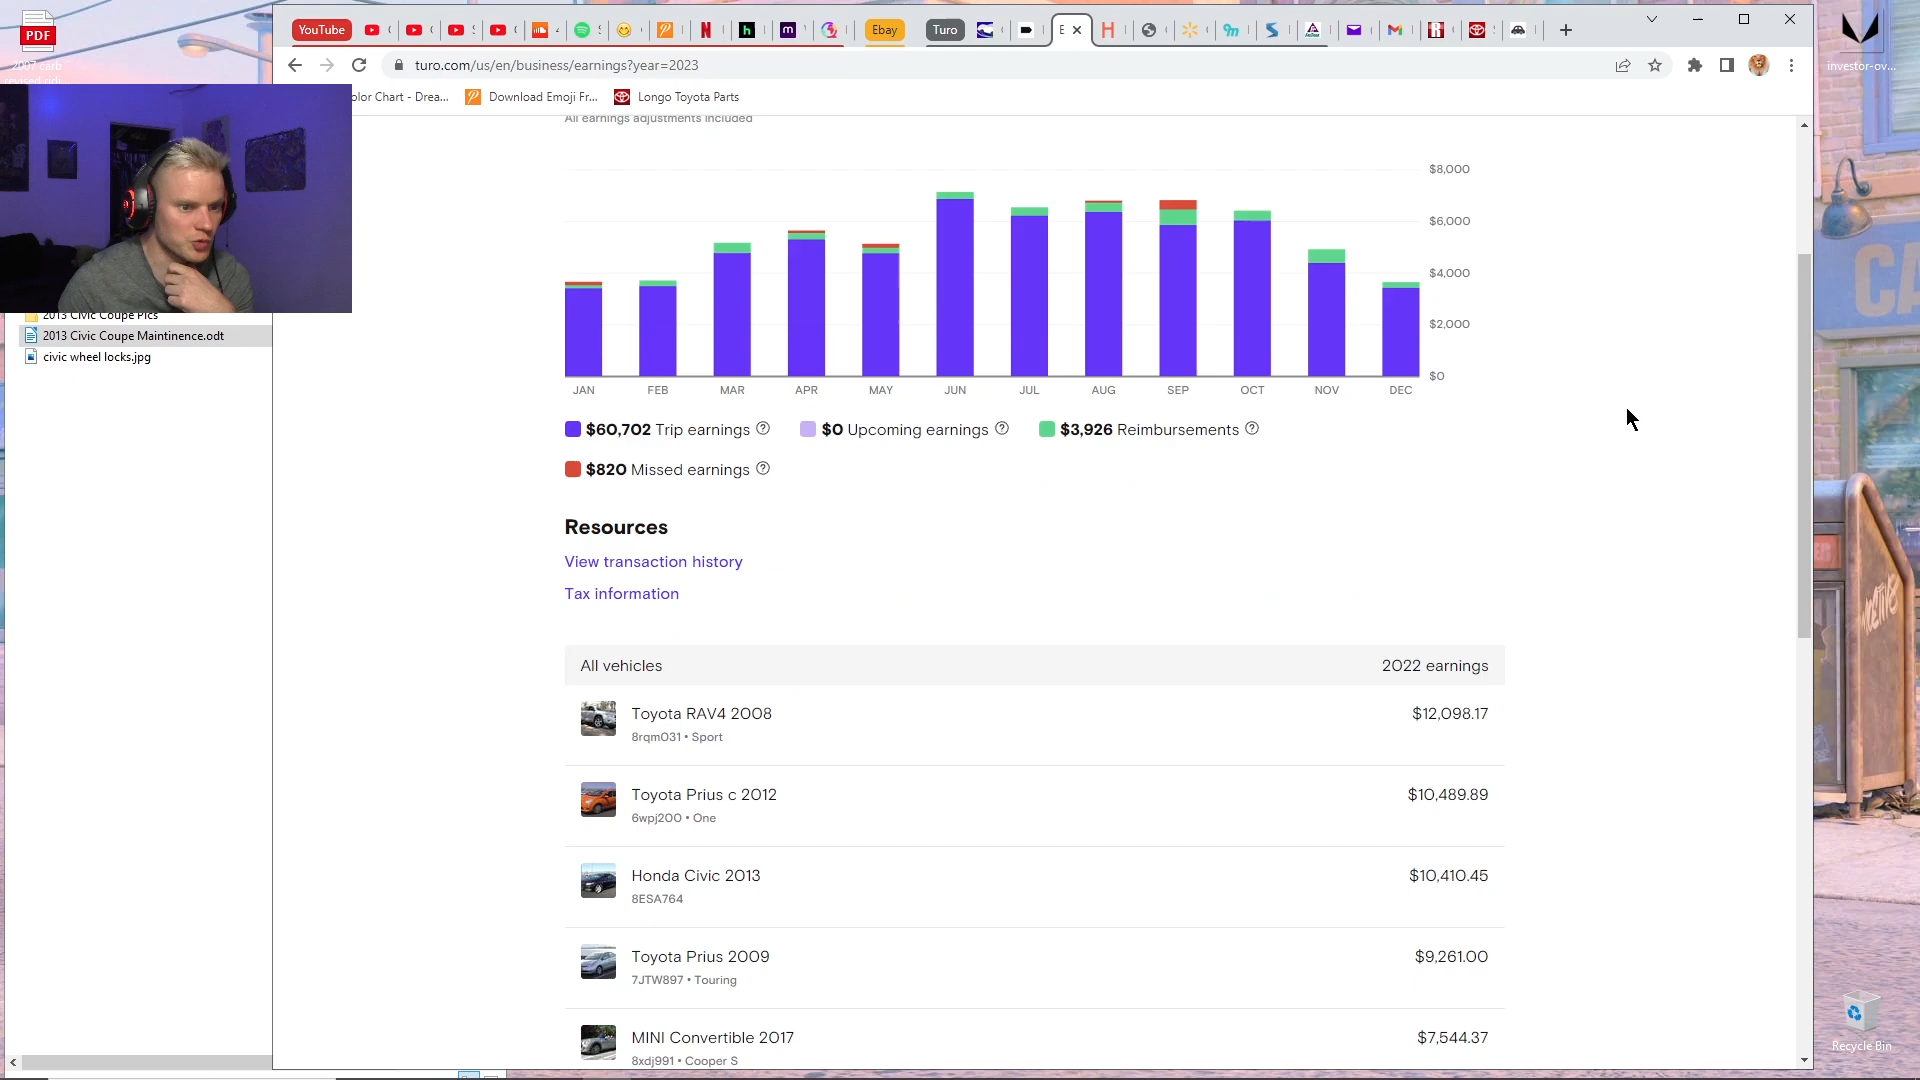 YouTube
Ebay
Turo
E
turo.com/us/en/business/earnings?year=2023
olor Chart - Drea...
Download Emoji Fr...
Longo Toyota Parts
PDF
2007 carb
investor-ov...
2013 Civic Coupe Pics
2013 Civic Coupe Maintinence.odt
civic wheel locks.jpg
All earnings adjustments included
$8,000
$6,000
$4,000
$2,000
$0
JAN FEB MAR APR MAY JUN JUL AUG SEP OCT NOV DEC
$60,702 Trip earnings $0 Upcoming earnings $3,926 Reimbursements
$820 Missed earnings
Resources
View transaction history
Tax information
All vehicles 2022 earnings
Toyota RAV4 2008 $12,098.17
8rqm031 • Sport
Toyota Prius c 2012 $10,489.89
6wpj200 • One
Honda Civic 2013 $10,410.45
8ESA764
Toyota Prius 2009 $9,261.00
7JTW897 • Touring
MINI Convertible 2017 $7,544.37
8xdj991 • Cooper S
CA
Recycle Bin